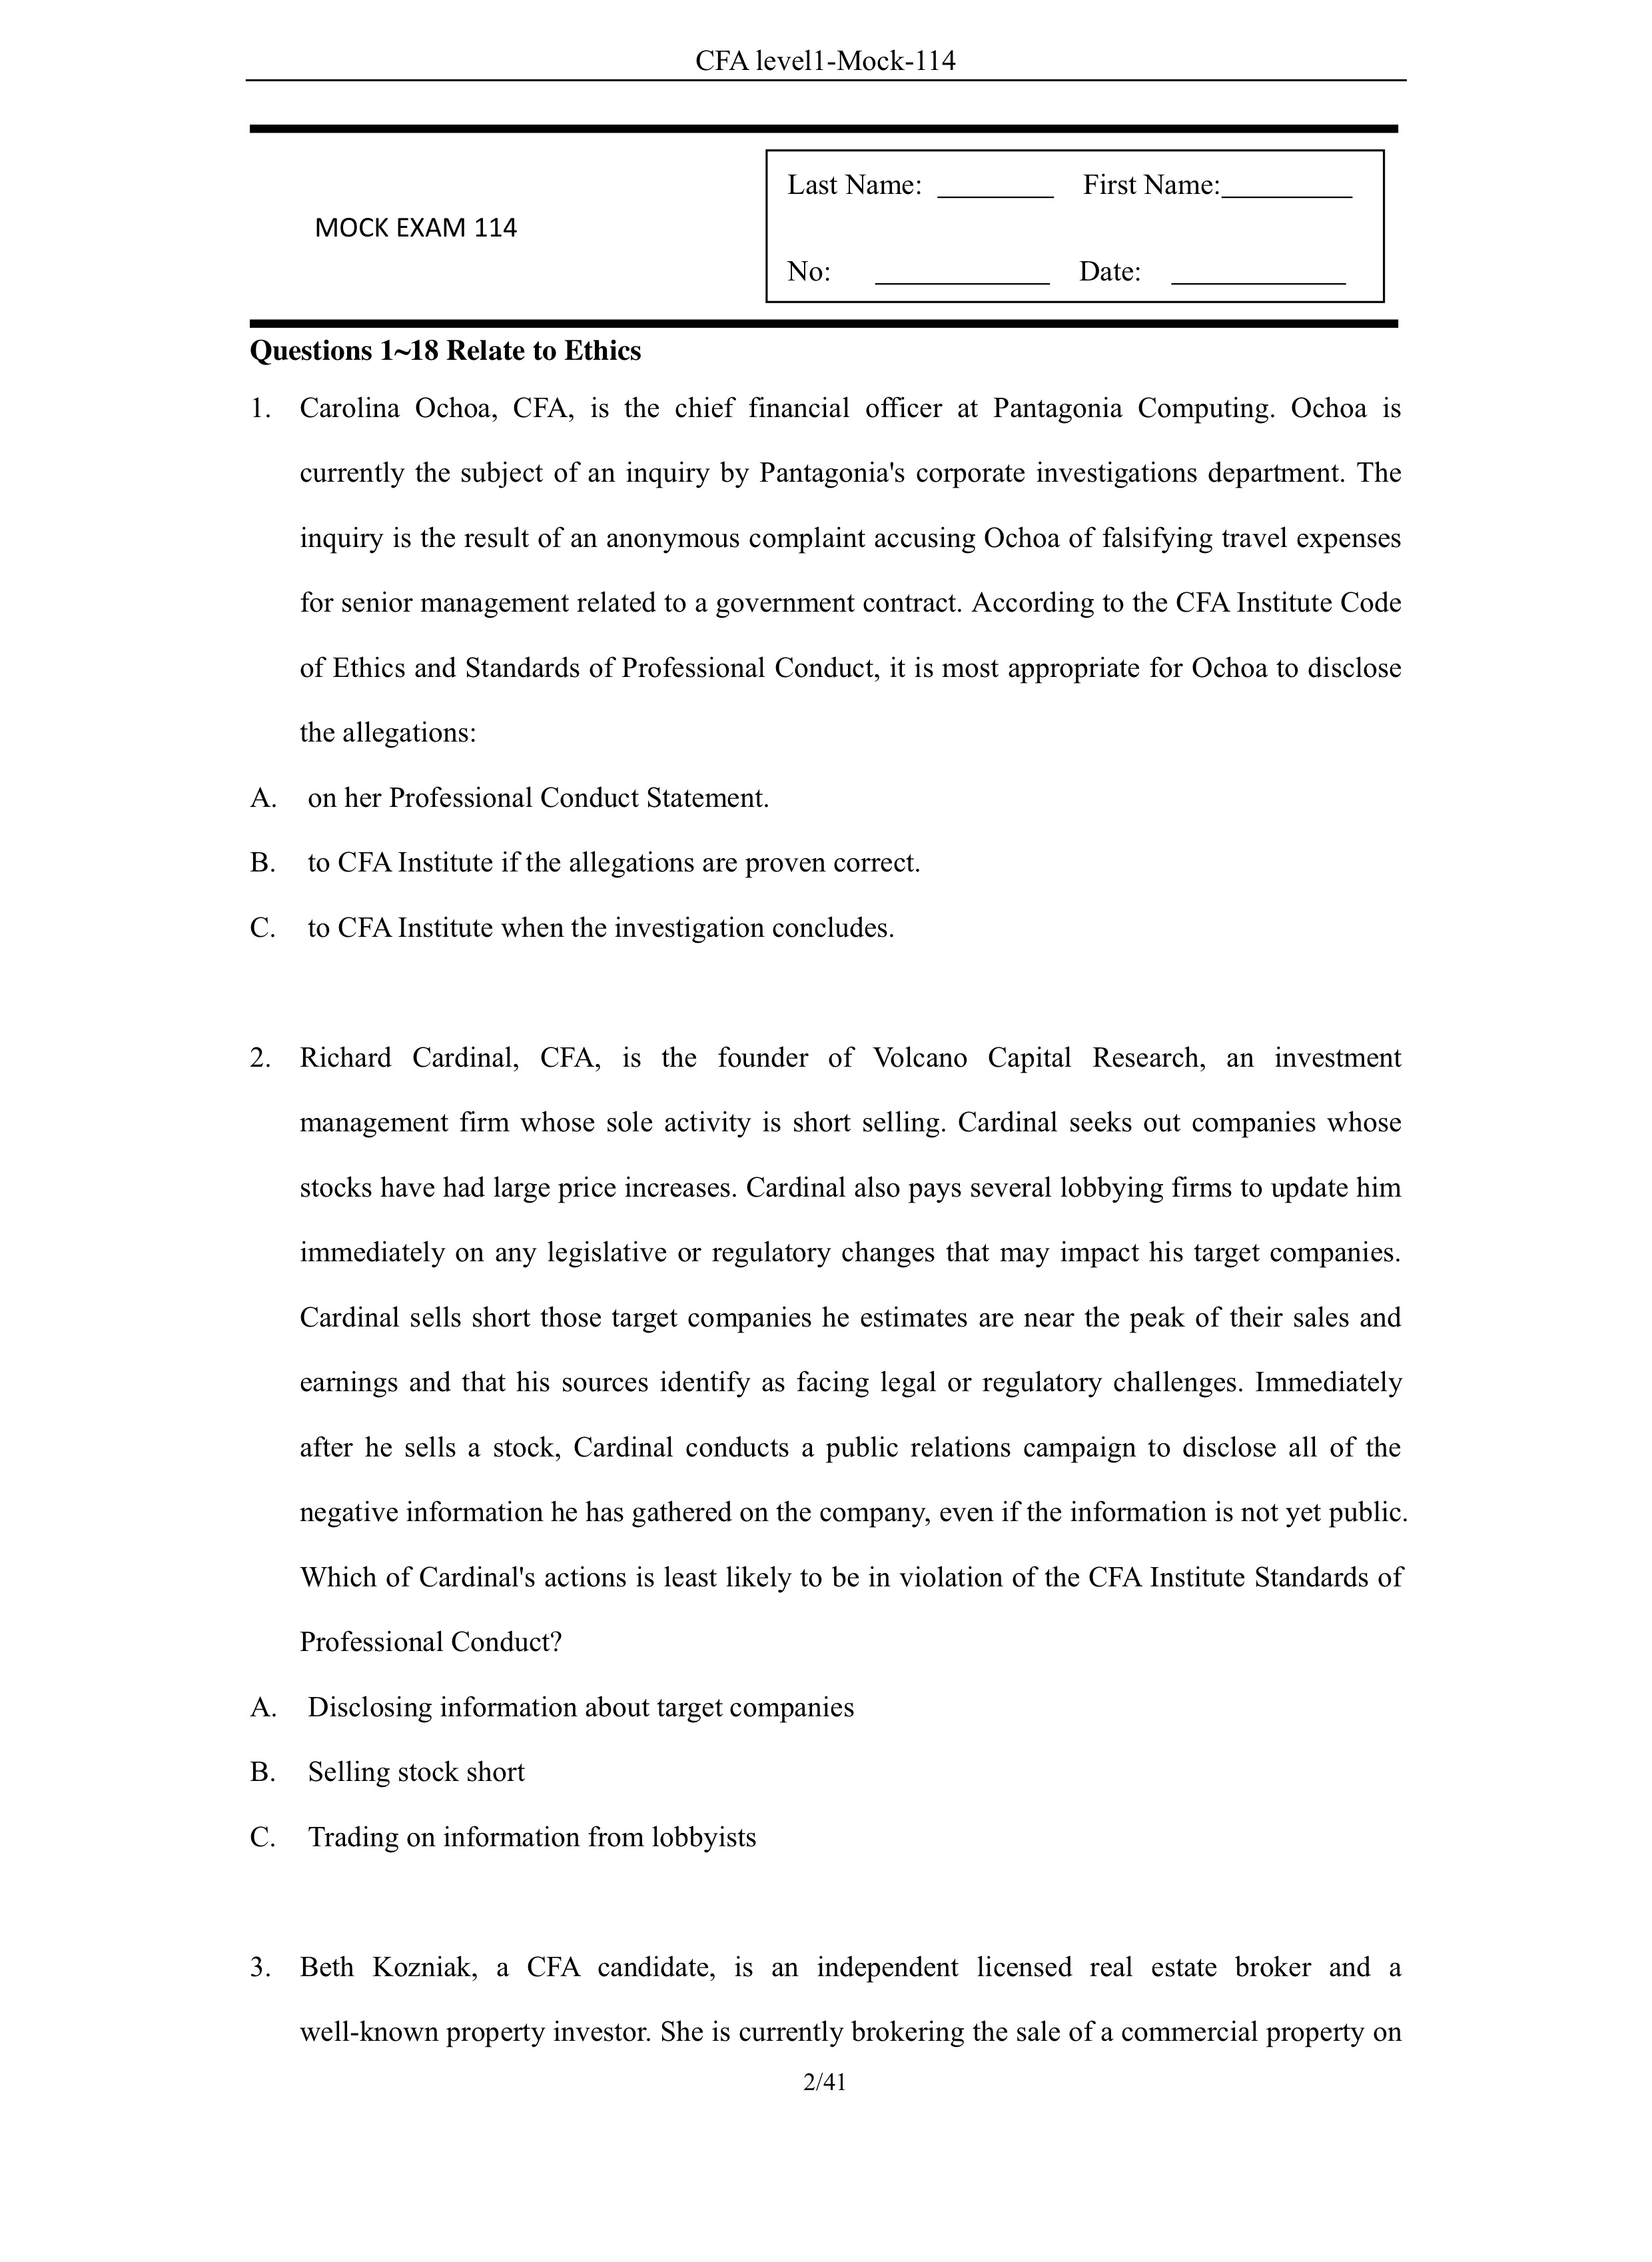 CFA level1-Mock-114
MOCK EXAM 114
Last Name: ________ First Name:_________
No: ____________ Date: ____________
Questions 1~18 Relate to Ethics
1. Carolina Ochoa, CFA, is the chief financial officer at Pantagonia Computing. Ochoa is
currently the subject of an inquiry by Pantagonia's corporate investigations department. The
inquiry is the result of an anonymous complaint accusing Ochoa of falsifying travel expenses
for senior management related to a government contract. According to the CFA Institute Code
of Ethics and Standards of Professional Conduct, it is most appropriate for Ochoa to disclose
the allegations:
A. on her Professional Conduct Statement.
B. to CFA Institute if the allegations are proven correct.
C. to CFA Institute when the investigation concludes.
2. Richard Cardinal, CFA, is the founder of Volcano Capital Research, an investment
management firm whose sole activity is short selling. Cardinal seeks out companies whose
stocks have had large price increases. Cardinal also pays several lobbying firms to update him
immediately on any legislative or regulatory changes that may impact his target companies.
Cardinal sells short those target companies he estimates are near the peak of their sales and
earnings and that his sources identify as facing legal or regulatory challenges. Immediately
after he sells a stock, Cardinal conducts a public relations campaign to disclose all of the
negative information he has gathered on the company, even if the information is not yet public.
Which of Cardinal's actions is least likely to be in violation of the CFA Institute Standards of
Professional Conduct?
A. Disclosing information about target companies
B. Selling stock short
C. Trading on information from lobbyists
3. Beth Kozniak, a CFA candidate, is an independent licensed real estate broker and a
well-known property investor. She is currently brokering the sale of a commercial property on
2/41